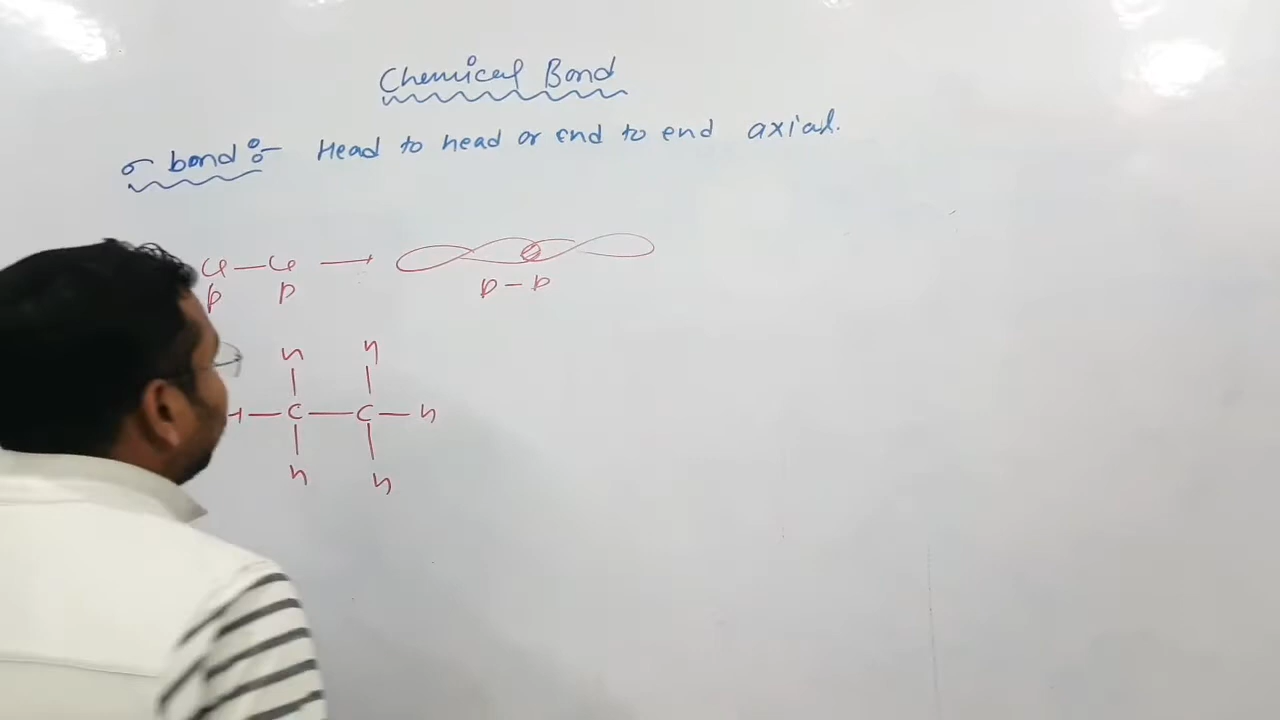 Chemical Bond
σ bond :- Head to head or end to end axial.
Cl — Cl →
p p p – p
H H
H — C — C — H
H H